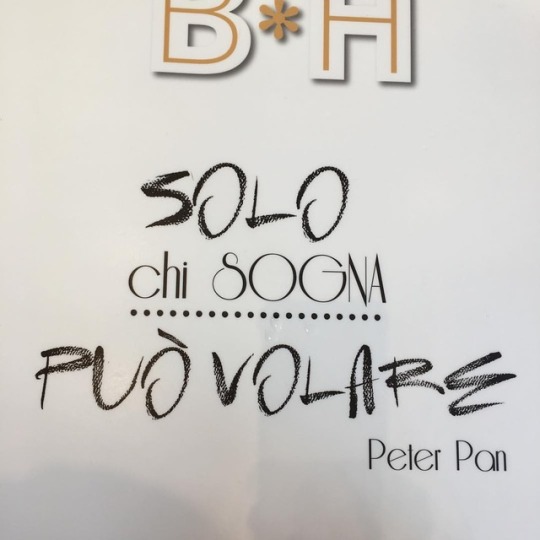 B*H
SOLO
chi SOGNA
PUÒ VOLARE
Peter Pan